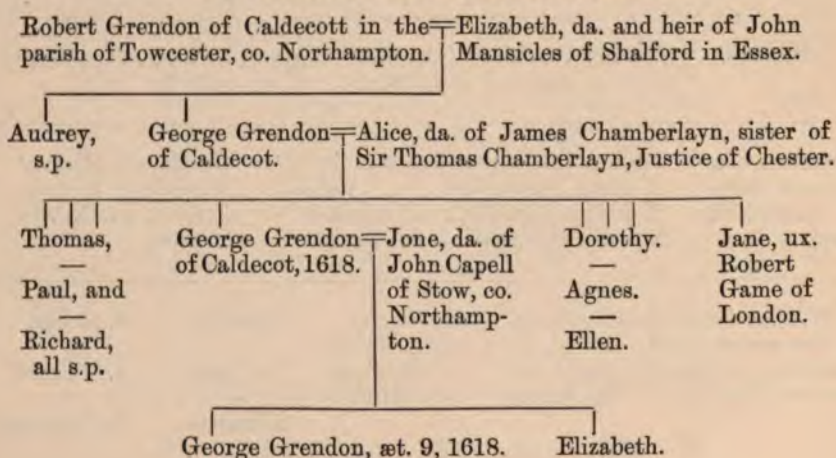 Robert Grendon of Caldecott in the parish of Towcester, co. Northampton.
Elizabeth, da. and heir of John Mansicles of Shalford in Essex.
Audrey,
s.p.
George Grendon
of Caldecot.
Alice, da. of James Chamberlayn, sister of
Sir Thomas Chamberlayn, Justice of Chester.
Thomas,
—
Paul, and
—
Richard,
all s.p.
George Grendon
of Caldecot, 1618.
Jone, da. of
John Capell
of Stow, co.
Northamp-
ton.
Dorothy.
—
Agnes.
—
Ellen.
Jane, ux.
Robert
Game of
London.
George Grendon, æt. 9, 1618.
Elizabeth.